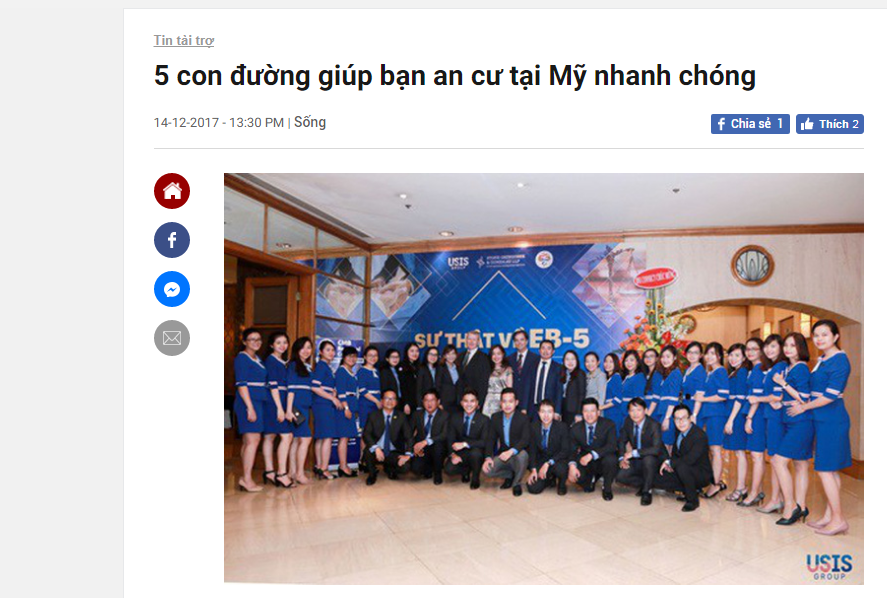 Tin tài trợ
5 con đường giúp bạn an cư tại Mỹ nhanh chóng
14-12-2017 - 13:30 PM | Sống
Chia sẻ 1
Thích 2
USIS
GROUP
SỰ THẬT VỀ EB-5
USIS
GROUP